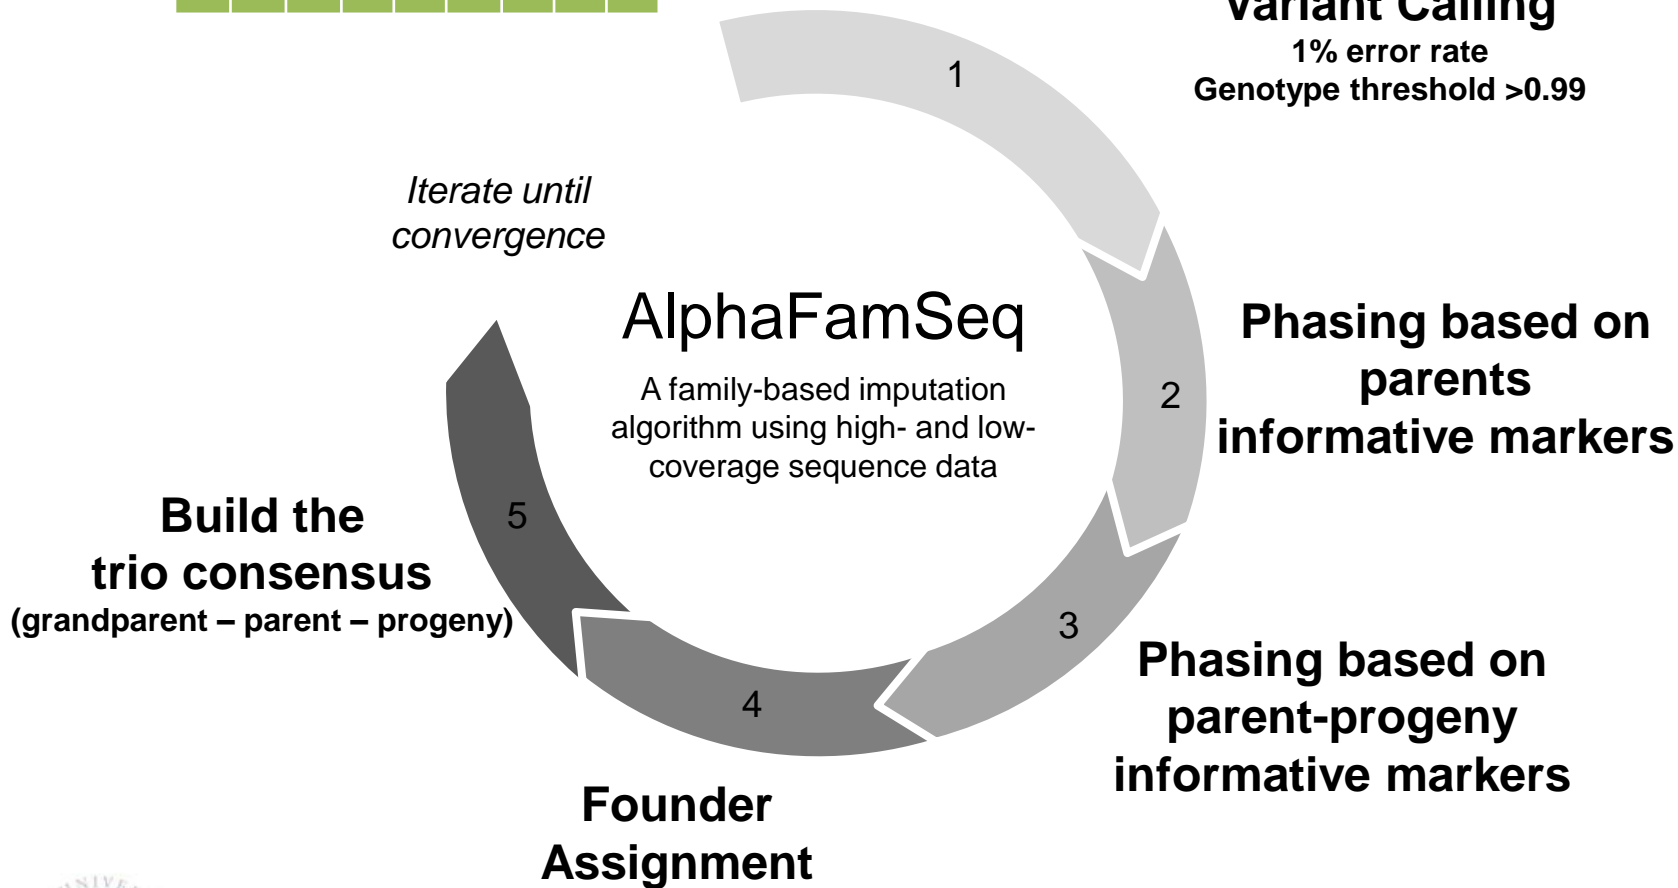 Variant Calling
1% error rate
Genotype threshold >0.99
1
Iterate until
convergence
AlphaFamSeq
A family-based imputation
algorithm using high- and low-
coverage sequence data
2
Phasing based on
parents
informative markers
3
Phasing based on
parent-progeny
informative markers
4
Founder
Assignment
5
Build the
trio consensus
(grandparent – parent – progeny)